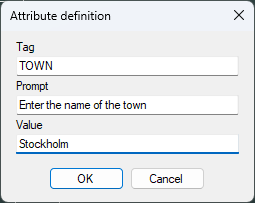 Attribute definition
Tag
TOWN
Prompt
Enter the name of the town
Value
Stockholm
OK
Cancel